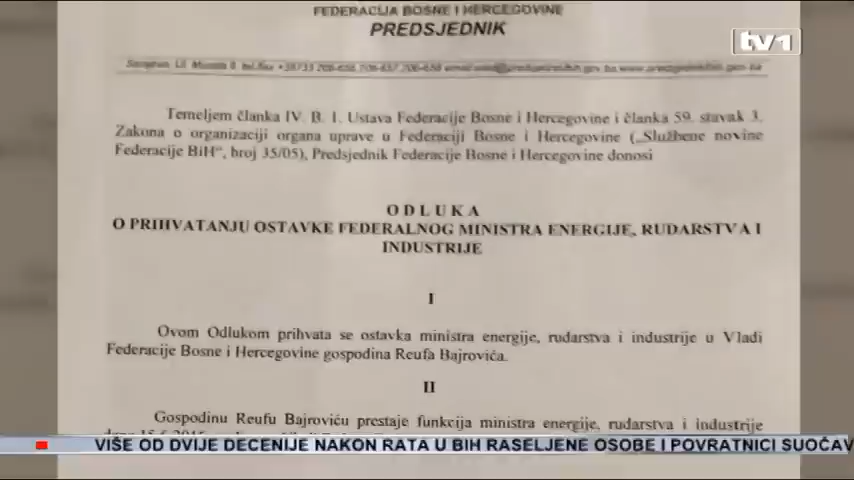 FEDERACIJA BOSNE I HERCEGOVINE
PREDSJEDNIK
tv1
Temeljem članka IV. B. 1. Ustava Federacije Bosne i Hercegovine i članka 59. stavak 3.
Zakona o organizaciji organa uprave u Federaciji Bosne i Hercegovine („Službene novine
Federacije BiH“, broj 35/05), Predsjednik Federacije Bosne i Hercegovine donosi
O D L U K A
O PRIHVATANJU OSTAVKE FEDERALNOG MINISTRA ENERGIJE, RUDARSTVA I
INDUSTRIJE
I
Ovom Odlukom prihvata se ostavka ministra energije, rudarstva i industrije u Vladi
Federacije Bosne i Hercegovine gospodina Reufa Bajrovića.
II
Gospodinu Reufu Bajroviću prestaje funkcija ministra energije, rudarstva i industrije
VIŠE OD DVIJE DECENIJE NAKON RATA U BIH RASELJENE OSOBE I POVRATNICI SUOČAV